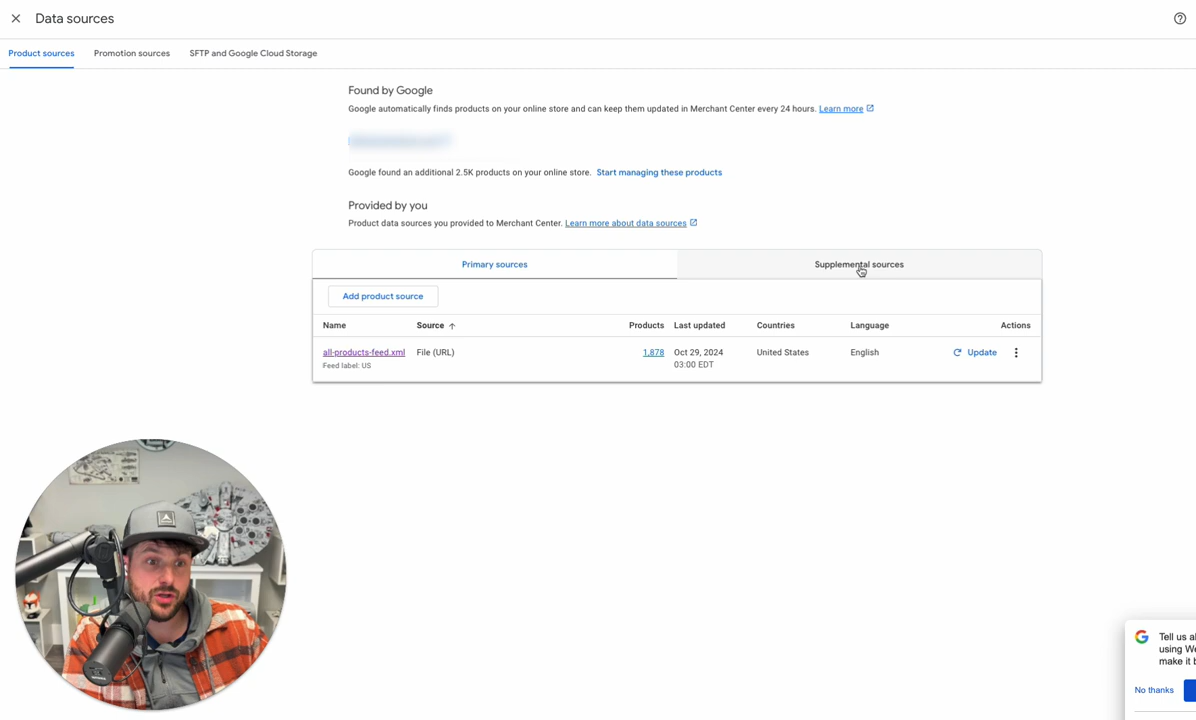 Data sources
Product sources
Promotion sources
SFTP and Google Cloud Storage
Found by Google
Google automatically finds products on your online store and can keep them updated in Merchant Center every 24 hours. Learn more
Google found an additional 2.5K products on your online store. Start managing these products
Provided by you
Product data sources you provided to Merchant Center. Learn more about data sources
Primary sources
Supplemental sources
Add product source
Name Source Products Last updated Countries Language Actions
all-products-feed.xml File (URL) 1,878 Oct 29, 2024 United States English Update
Feed label: US 03:00 EDT
Tell us a
using We
make it b
No thanks